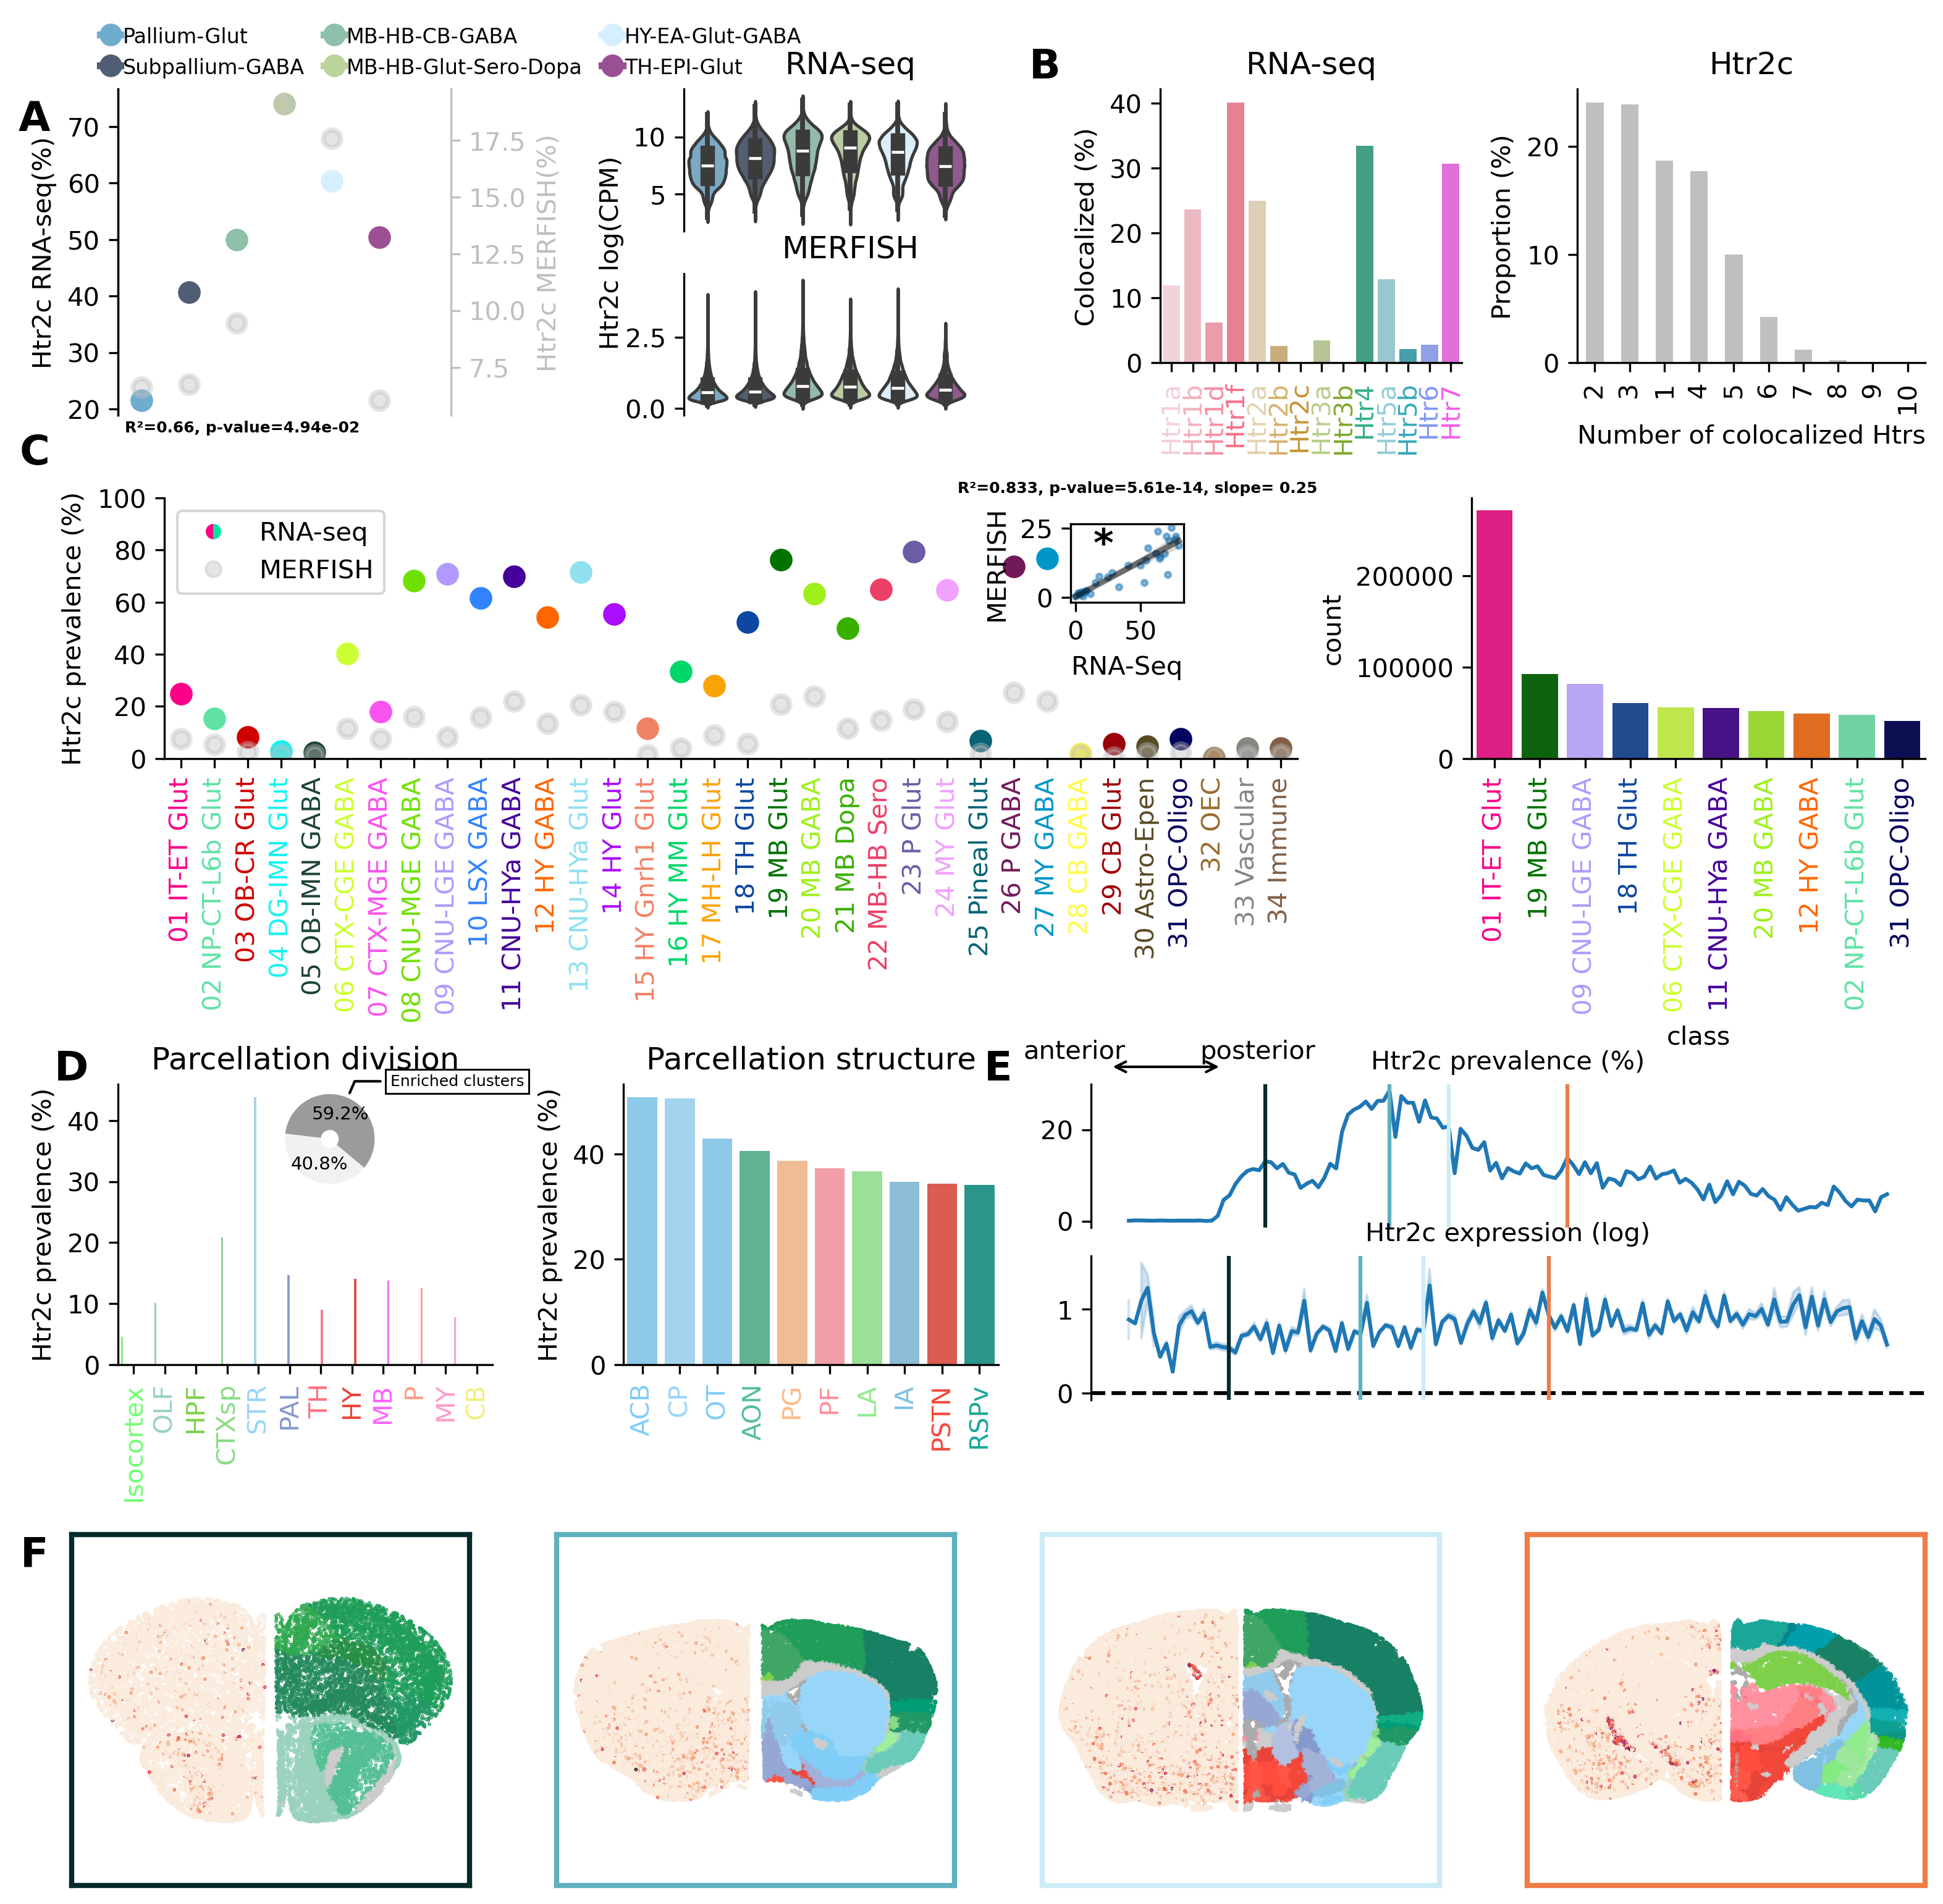 Pallium-Glut
MB-HB-CB-GABA
HY-EA-Glut-GABA
Subpallium-GABA
MB-HB-Glut-Sero-Dopa
TH-EPI-Glut
A
Htr2c RNA-seq(%)
70
60
50
40
30
20
17.5
15.0
12.5
10.0
7.5
Htr2c MERFISH(%)
R²=0.66, p-value=4.94e-02
RNA-seq
Htr2c log(CPM)
10
5
MERFISH
2.5
0.0
B
RNA-seq
Colocalized (%)
40
30
20
10
0
Htr1a
Htr1b
Htr1d
Htr1f
Htr2a
Htr2b
Htr2c
Htr3a
Htr3b
Htr4
Htr5a
Htr5b
Htr6
Htr7
Htr2c
Proportion (%)
20
10
0
2
3
1
4
5
6
7
8
9
10
Number of colocalized Htrs
C
Htr2c prevalence (%)
100
80
60
40
20
0
RNA-seq
MERFISH
R²=0.833, p-value=5.61e-14, slope= 0.25
MERFISH
25
0
*
0
50
RNA-Seq
01 IT-ET Glut
02 NP-CT-L6b Glut
03 OB-CR Glut
04 DG-IMN Glut
05 OB-IMN GABA
06 CTX-CGE GABA
07 CTX-MGE GABA
08 CNU-MGE GABA
09 CNU-LGE GABA
10 LSX GABA
11 CNU-HYa GABA
12 HY GABA
13 CNU-HYa Glut
14 HY Glut
15 HY Gnrh1 Glut
16 HY MM Glut
17 MH-LH Glut
18 TH Glut
19 MB Glut
20 MB GABA
21 MB Dopa
22 MB-HB Sero
23 P Glut
24 MY Glut
25 Pineal Glut
26 P GABA
27 MY GABA
28 CB GABA
29 CB Glut
30 Astro-Epen
31 OPC-Oligo
32 OEC
33 Vascular
34 Immune
count
200000
100000
0
01 IT-ET Glut
19 MB Glut
09 CNU-LGE GABA
18 TH Glut
06 CTX-CGE GABA
11 CNU-HYa GABA
20 MB GABA
12 HY GABA
02 NP-CT-L6b Glut
31 OPC-Oligo
class
D
Parcellation division
Htr2c prevalence (%)
40
30
20
10
0
Enriched clusters
59.2%
40.8%
Isocortex
OLF
HPF
CTXsp
STR
PAL
TH
HY
MB
P
MY
CB
Parcellation structure
Htr2c prevalence (%)
40
20
0
ACB
CP
OT
AON
PG
PF
LA
IA
PSTN
RSPv
E
anterior
posterior
Htr2c prevalence (%)
20
0
Htr2c expression (log)
1
0
F